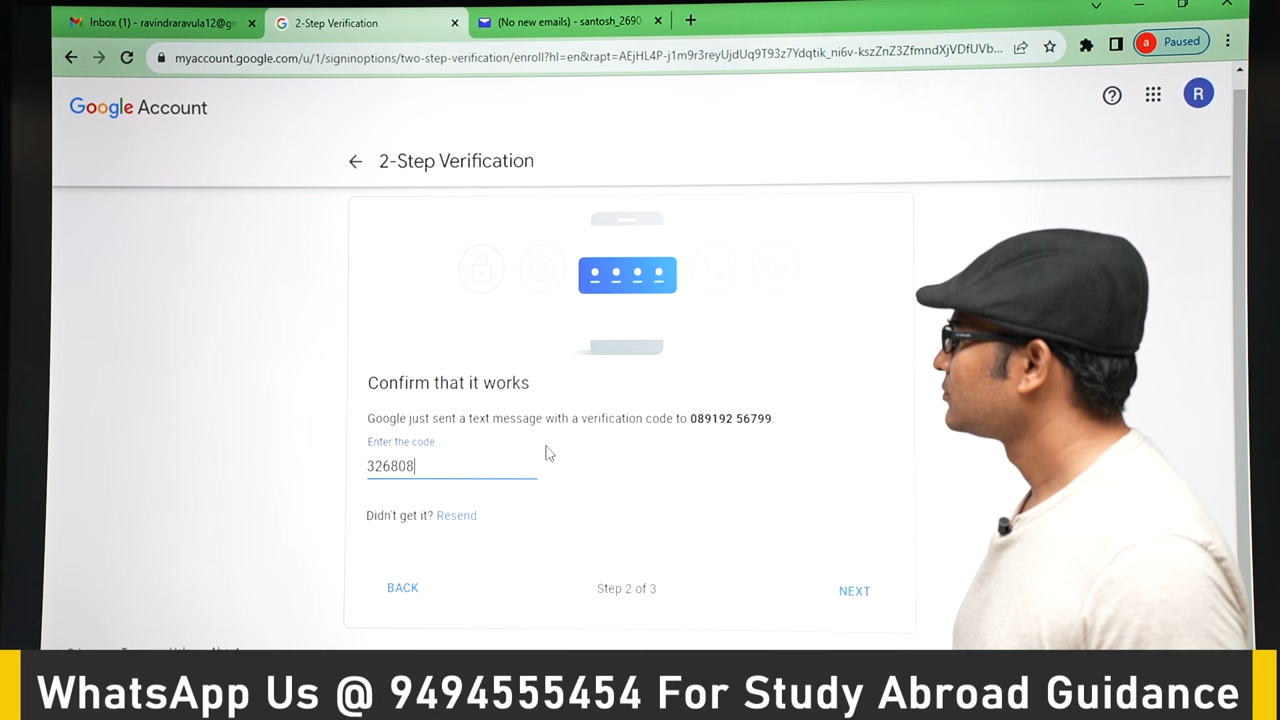 Inbox (1) - ravindraravula12@gm
2-Step Verification
(No new emails) - santosh_2690
myaccount.google.com/u/1/signinoptions/two-step-verification/enroll?hl=en&rapt=AEjHL4P-j1m9r3reyUjdUq9T93z7Ydqtik_ni6v-kszZnZ3ZfmndXjVDfUVb...
a Paused
Google Account
R
2-Step Verification
Confirm that it works
Google just sent a text message with a verification code to 089192 56799.
Enter the code
326808
Didn't get it? Resend
BACK
Step 2 of 3
NEXT
WhatsApp Us @ 9494555454 For Study Abroad Guidance